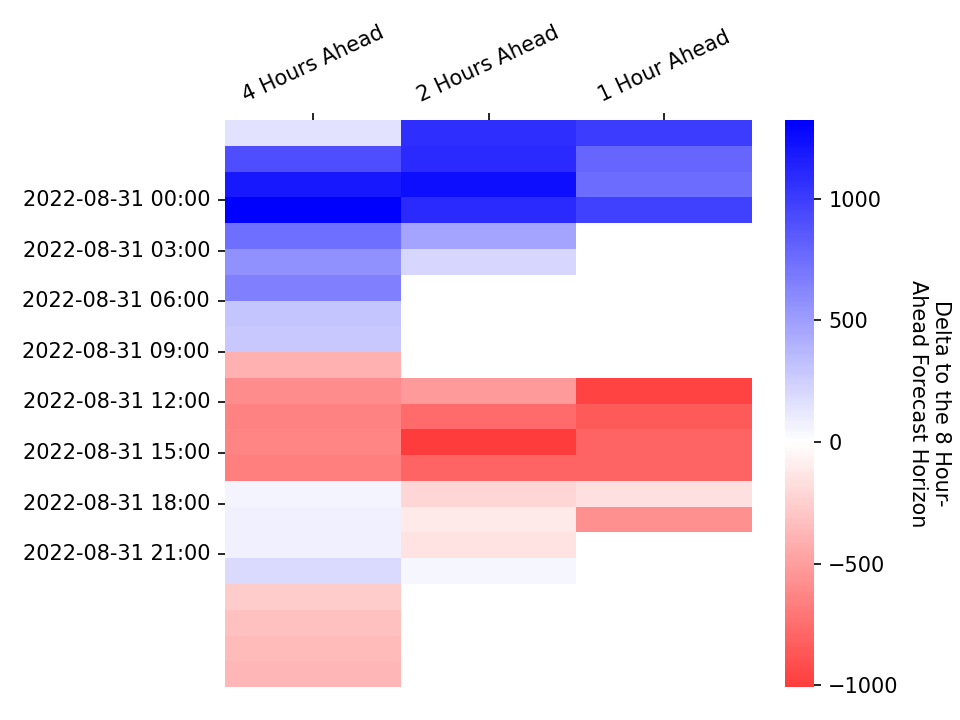 4 Hours Ahead
2 Hours Ahead
1 Hour Ahead
2022-08-31 00:00
2022-08-31 03:00
2022-08-31 06:00
2022-08-31 09:00
2022-08-31 12:00
2022-08-31 15:00
2022-08-31 18:00
2022-08-31 21:00
1000
500
0
−500
−1000
Delta to the 8 Hour-
Ahead Forecast Horizon